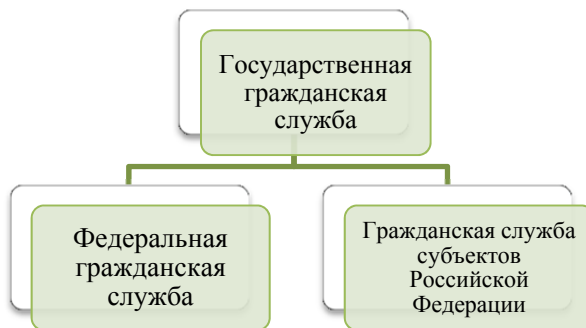 Государственная
гражданская
служба
Федеральная
гражданская
служба
Гражданская служба
субъектов
Российской
Федерации